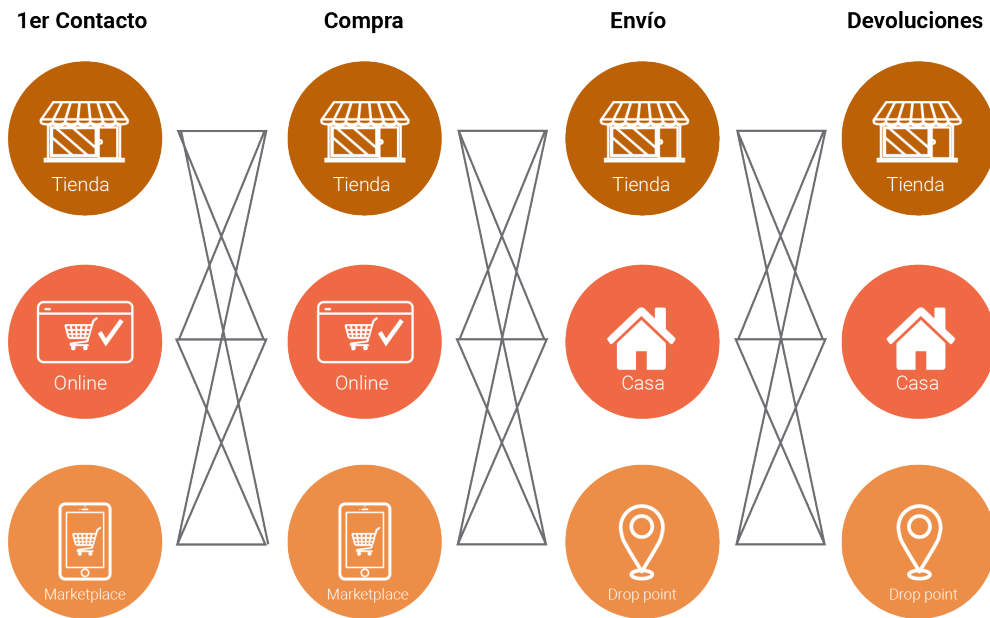 1er Contacto
Compra
Envío
Devoluciones
Tienda
Tienda
Tienda
Tienda
Online
Online
Casa
Casa
Marketplace
Marketplace
Drop point
Drop point